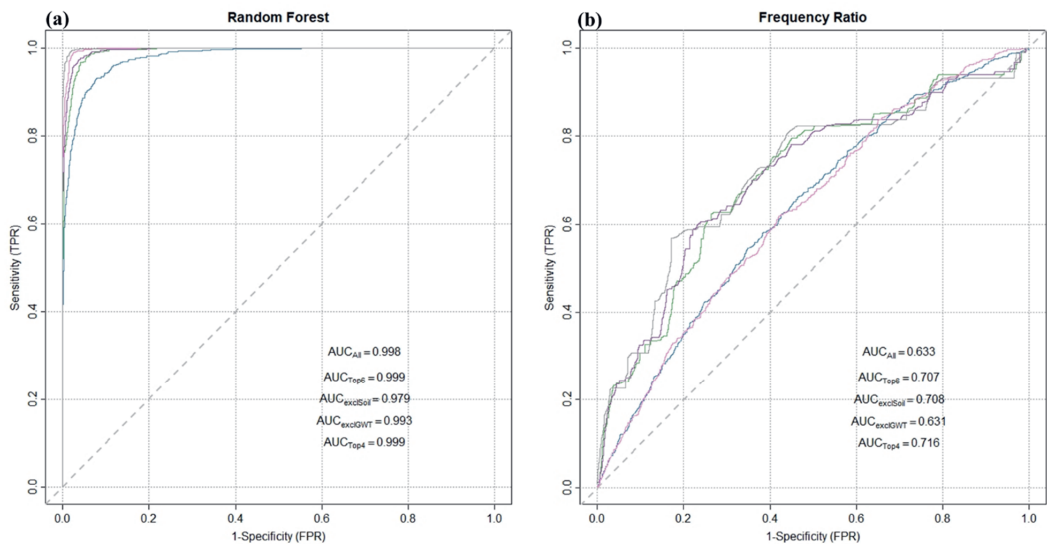 (a)
Random Forest
1.0
0.8
0.6
0.4
0.2
0.0
Sensitivity (TPR)
AUCAll = 0.998
AUCTop6 = 0.999
AUCexclSoil = 0.979
AUCexclGWT = 0.993
AUCTop4 = 0.999
0.0 0.2 0.4 0.6 0.8 1.0
1-Specificity (FPR)
(b)
Frequency Ratio
1.0
0.8
0.6
0.4
0.2
0.0
Sensitivity (TPR)
AUCAll = 0.633
AUCTop6 = 0.707
AUCexclSoil = 0.708
AUCexclGWT = 0.631
AUCTop4 = 0.716
0.0 0.2 0.4 0.6 0.8 1.0
1-Specificity (FPR)